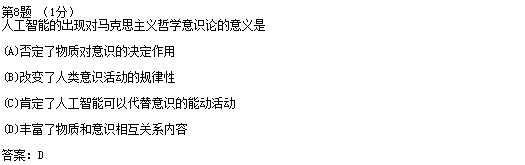 第8题 (1分)
人工智能的出现对马克思主义哲学意识论的意义是
(A)否定了物质对意识的决定作用
(B)改变了人类意识活动的规律性
(C)肯定了人工智能可以代替意识的能动活动
(D)丰富了物质和意识相互关系内容
答案：D